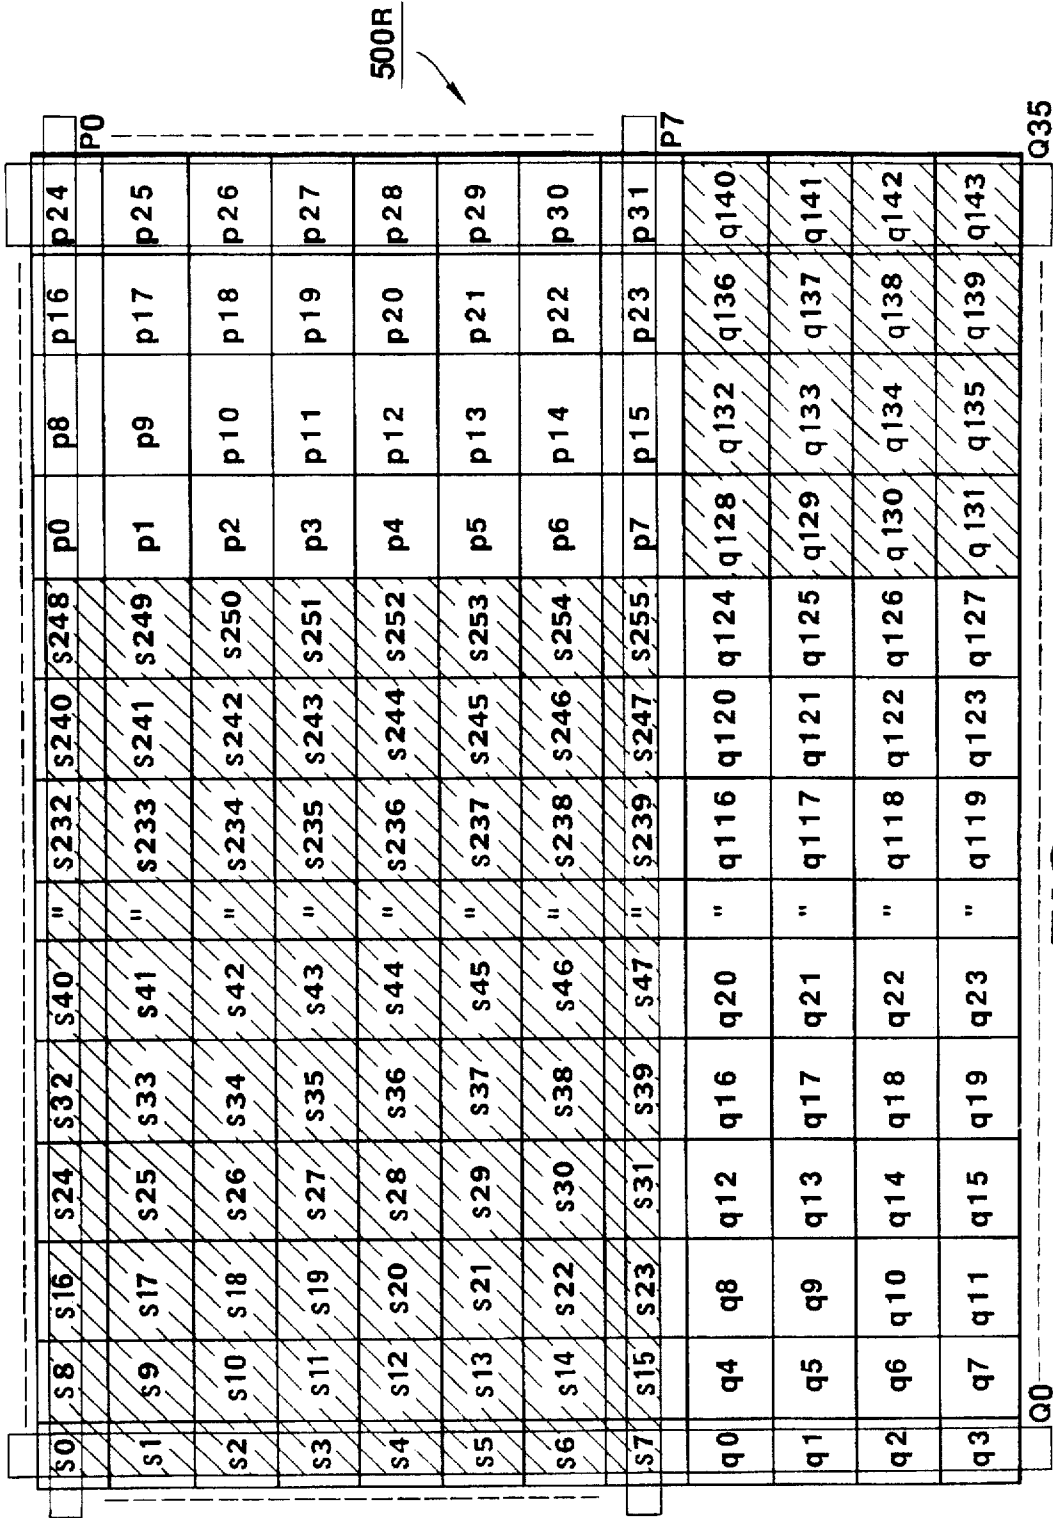 500R
s0 s8 s16 s24 s32 s40 " s232 s240 s248 p0 p8 p16 p24
P0
s1 s9 s17 s25 s33 s41 " s233 s241 s249 p1 p9 p17 p25
s2 s10 s18 s26 s34 s42 " s234 s242 s250 p2 p10 p18 p26
s3 s11 s19 s27 s35 s43 " s235 s243 s251 p3 p11 p19 p27
s4 s12 s20 s28 s36 s44 " s236 s244 s252 p4 p12 p20 p28
s5 s13 s21 s29 s37 s45 " s237 s245 s253 p5 p13 p21 p29
s6 s14 s22 s30 s38 s46 " s238 s246 s254 p6 p14 p22 p30
s7 s15 s23 s31 s39 s47 " s239 s247 s255 p7 p15 p23 p31
P7
q0 q4 q8 q12 q16 q20 " q116 q120 q124 q128 q132 q136 q140
q1 q5 q9 q13 q17 q21 " q117 q121 q125 q129 q133 q137 q141
q2 q6 q10 q14 q18 q22 " q118 q122 q126 q130 q134 q138 q142
q3 q7 q11 q15 q19 q23 " q119 q123 q127 q131 q135 q139 q143
Q0 Q35